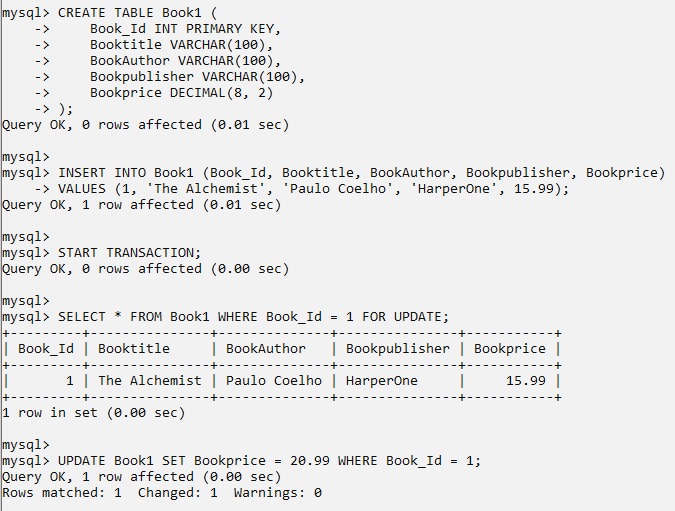 mysql> CREATE TABLE Book1 (
    ->     Book_Id INT PRIMARY KEY,
    ->     Booktitle VARCHAR(100),
    ->     BookAuthor VARCHAR(100),
    ->     Bookpublisher VARCHAR(100),
    ->     Bookprice DECIMAL(8, 2)
    -> );
Query OK, 0 rows affected (0.01 sec)

mysql>
mysql> INSERT INTO Book1 (Book_Id, Booktitle, BookAuthor, Bookpublisher, Bookprice)
    -> VALUES (1, 'The Alchemist', 'Paulo Coelho', 'HarperOne', 15.99);
Query OK, 1 row affected (0.01 sec)

mysql>
mysql> START TRANSACTION;
Query OK, 0 rows affected (0.00 sec)

mysql>
mysql> SELECT * FROM Book1 WHERE Book_Id = 1 FOR UPDATE;
+---------+---------------+--------------+---------------+-----------+
| Book_Id | Booktitle     | BookAuthor   | Bookpublisher | Bookprice |
+---------+---------------+--------------+---------------+-----------+
|       1 | The Alchemist | Paulo Coelho | HarperOne     |     15.99 |
+---------+---------------+--------------+---------------+-----------+
1 row in set (0.00 sec)

mysql>
mysql> UPDATE Book1 SET Bookprice = 20.99 WHERE Book_Id = 1;
Query OK, 1 row affected (0.00 sec)
Rows matched: 1  Changed: 1  Warnings: 0